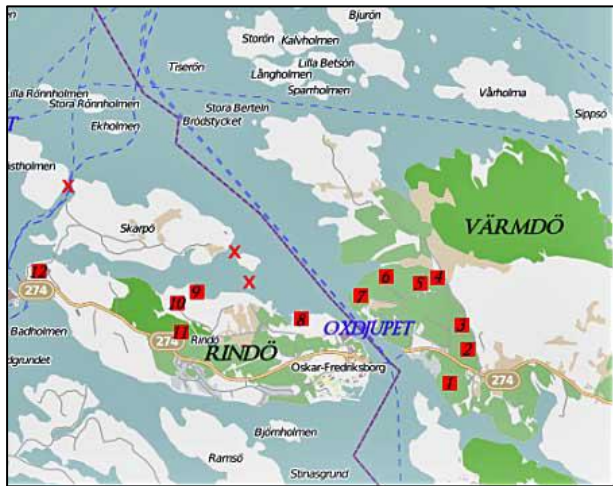 Bjurön
Storön
Kalvholmen
Lilla Betsön
Tiserön
Långholmen
Sparrholmen
Lilla Rönnholmen
Vårholma
Stora Rönnholmen
Stora Berteln
Brödstycket
Sippsö
Ekholmen
ästholmen
X
VÄRMDÖ
Skarpö
X
12
X
6
5
4
274
9
7
10
8
OXDJUPET
3
Badholmen
11
274
Rindö
RINDÖ
2
dgrundet
Oskar-Fredriksborg
1
274
Björnholmen
Ramsö
Stinasgrund